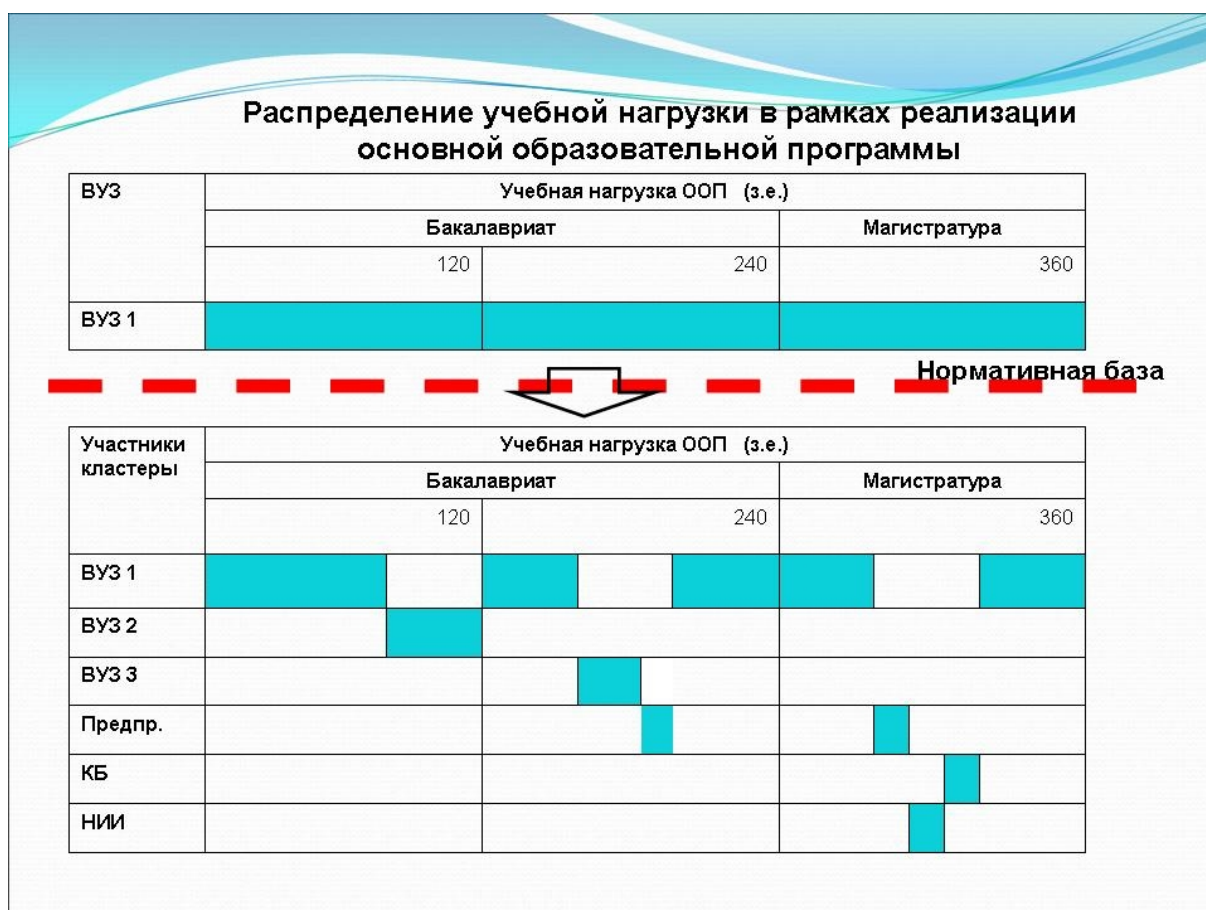 Распределение учебной нагрузки в рамках реализации
основной образовательной программы
ВУЗ
Учебная нагрузка ООП (з.е.)
Бакалавриат
Магистратура
120
240
360
ВУЗ 1
Нормативная база
Участники
кластеры
Учебная нагрузка ООП (з.е.)
Бакалавриат
Магистратура
120
240
360
ВУЗ 1
ВУЗ 2
ВУЗ 3
Предпр.
КБ
НИИ